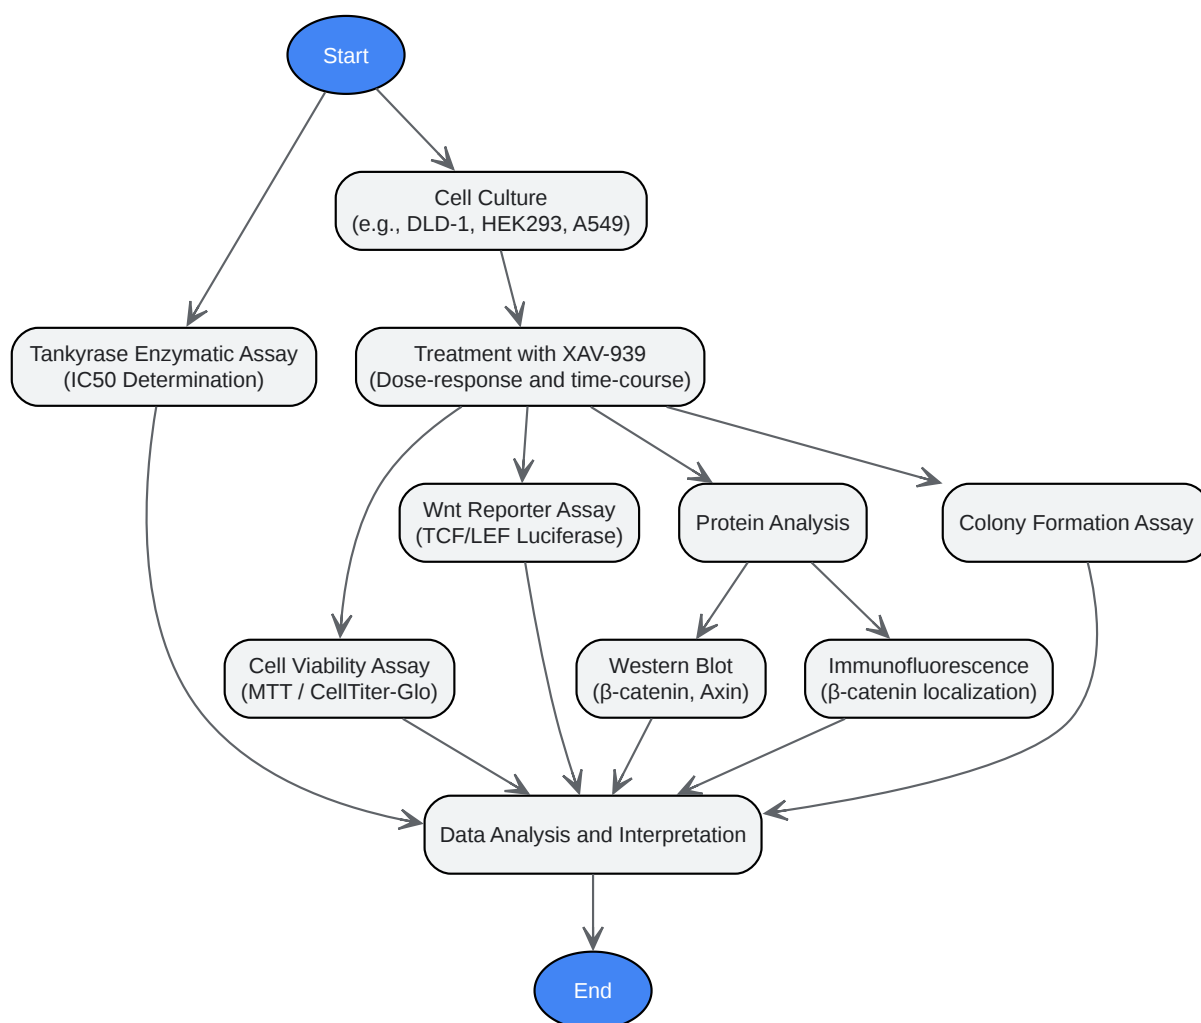 Start
Cell Culture
(e.g., DLD-1, HEK293, A549)
Tankyrase Enzymatic Assay
(IC50 Determination)
Treatment with XAV-939
(Dose-response and time-course)
Wnt Reporter Assay
(TCF/LEF Luciferase)
Protein Analysis
Colony Formation Assay
Cell Viability Assay
(MTT / CellTiter-Glo)
Western Blot
(β-catenin, Axin)
Immunofluorescence
(β-catenin localization)
Data Analysis and Interpretation
End